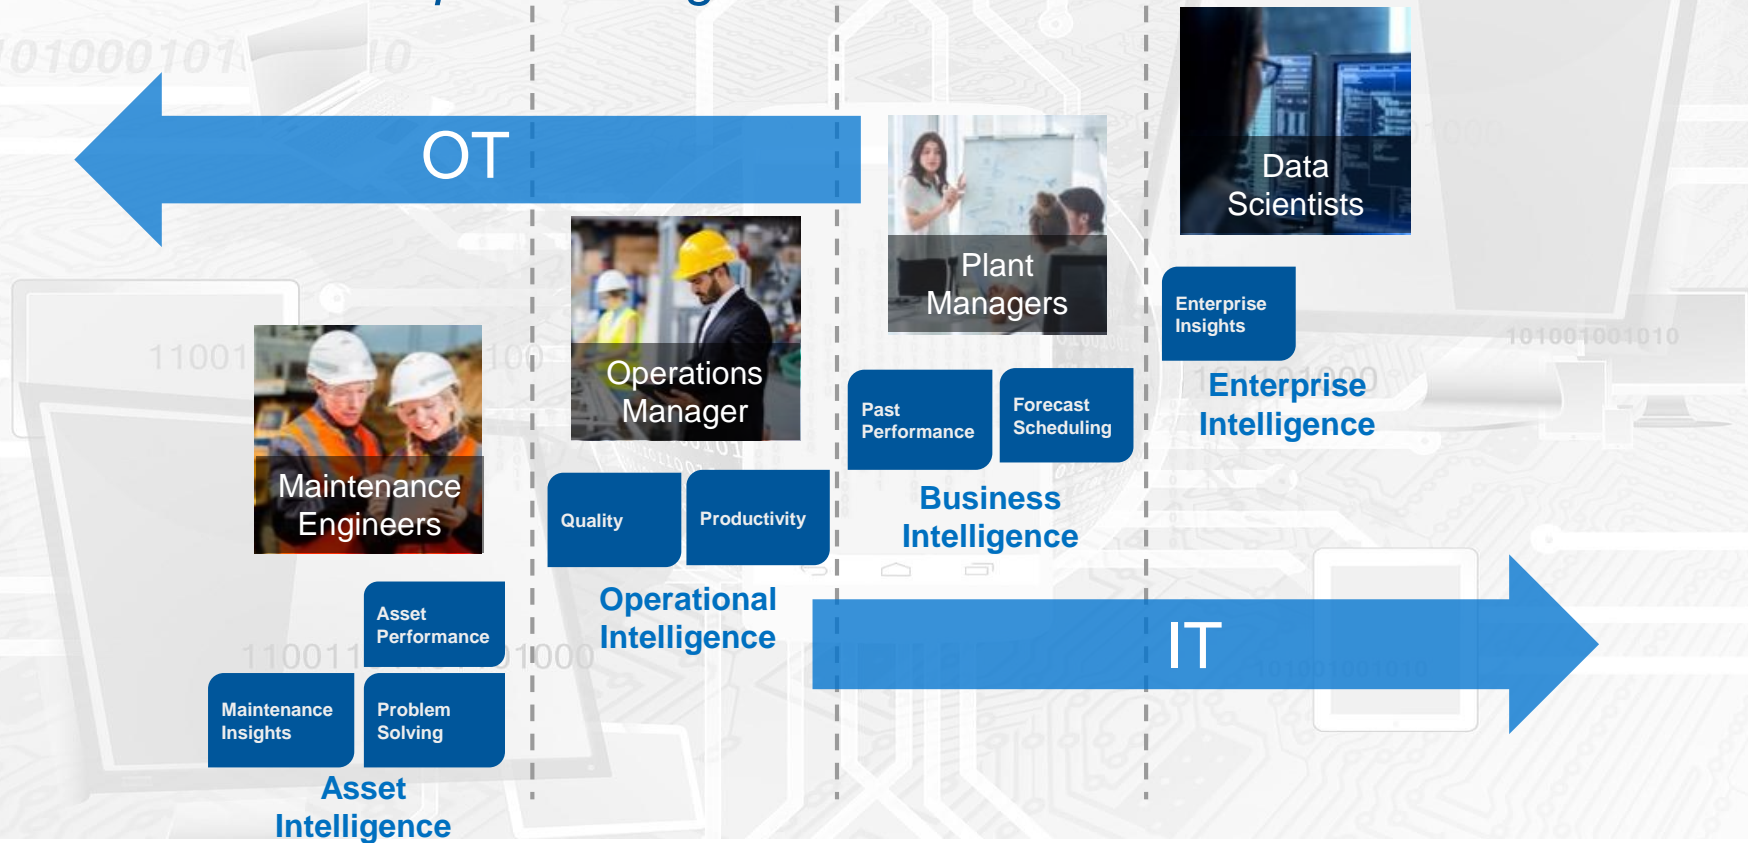 OT
Data
Scientists
Plant
Managers
Enterprise
Insights
Operations
Manager
Enterprise
Intelligence
Past
Performance
Forecast
Scheduling
Maintenance
Engineers
Quality
Productivity
Business
Intelligence
Operational
Intelligence
Asset
Performance
IT
Maintenance
Insights
Problem
Solving
Asset
Intelligence
101001001010